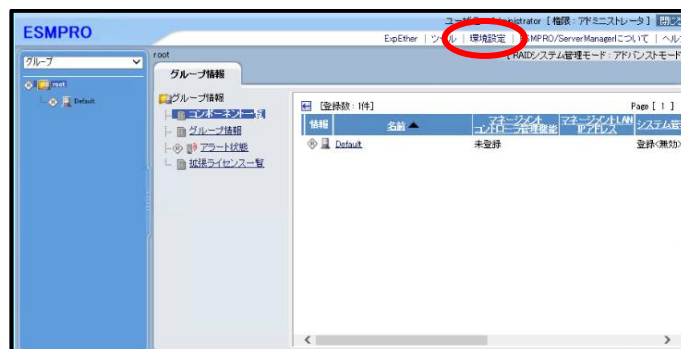 ユーザ名 : Administrator [ 権限 : アドミニストレータ ] 閉じ
ESMPRO
ExpEther | ツール | 環境設定 | ESMPRO/ServerManagerについて | ヘル
[ RAIDシステム管理モード : アドバンストモード
グループ
root
グループ情報
root
Default
グループ情報
コンポーネント一覧
グループ情報
アラート状態
拡張ライセンス一覧
[登録数 : 1件]
Page [ 1 ]
情報 名前 ▲ マネージメントコントローラ管理機能 マネージメントLAN IPアドレス システム管
Default 未登録 登録<無効>